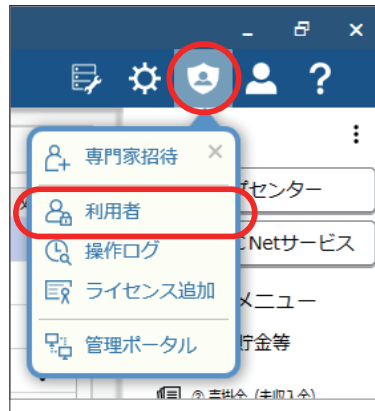 ?
専門家招待 ×
利用者
操作ログ
ライセンス追加
管理ポータル
プセンター
Netサービス
メニュー
貯金等